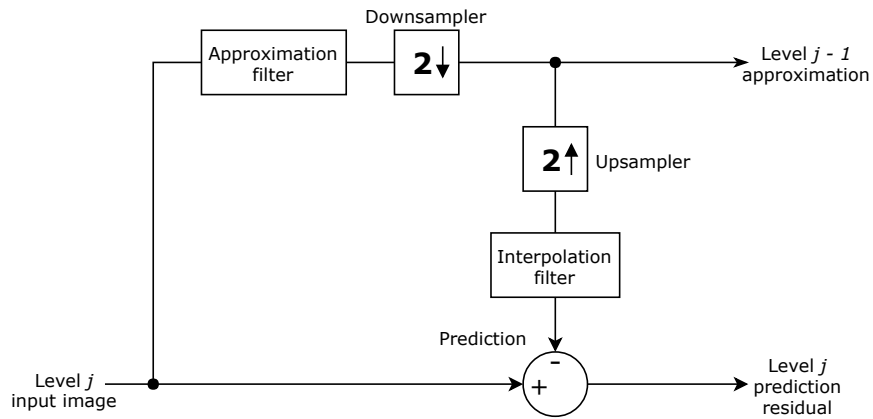 Downsampler
Approximation
filter
2
Level j - 1
approximation
2
Upsampler
Interpolation
filter
Prediction
-
+
Level j
input image
Level j
prediction
residual